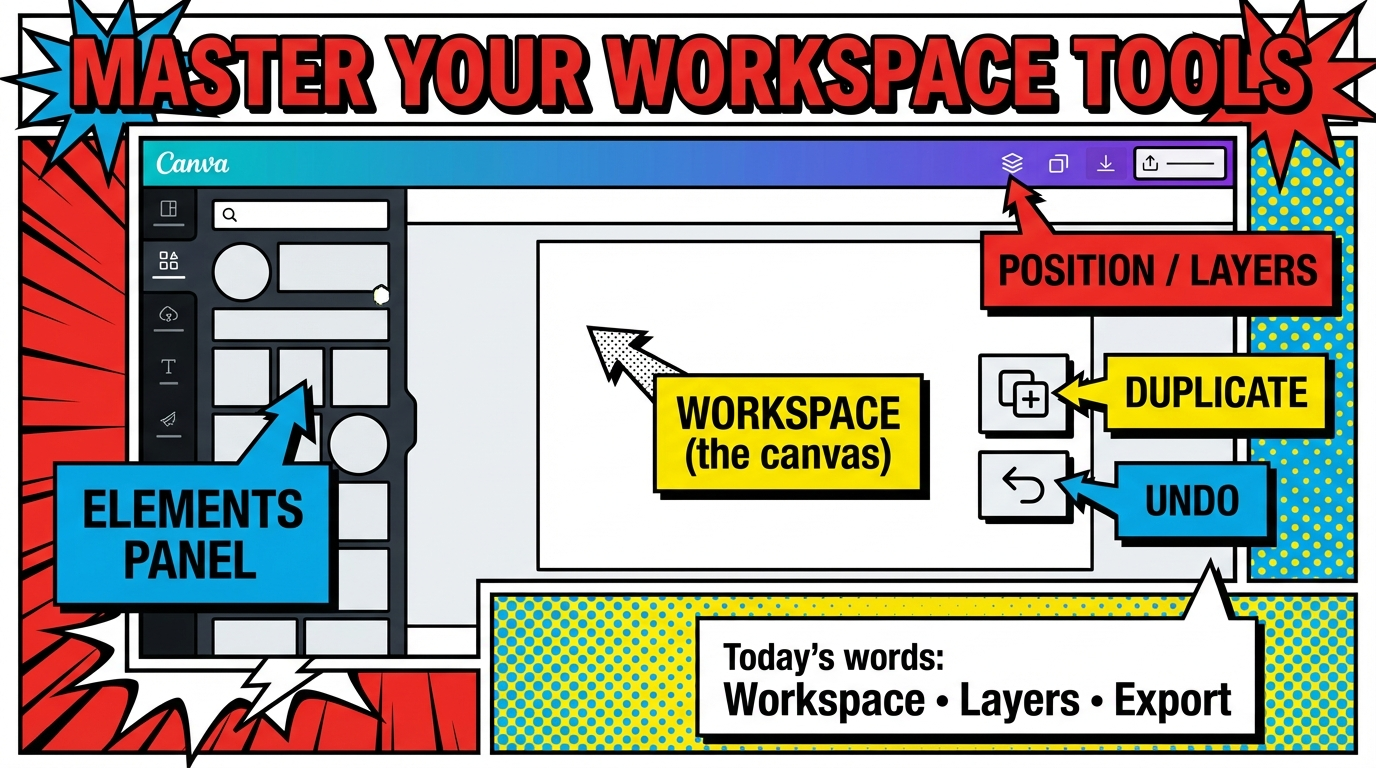 MASTER YOUR WORKSPACE TOOLS
Canva
POSITION / LAYERS
T
DUPLICATE
WORKSPACE
(the canvas)
ELEMENTS
PANEL
UNDO
Today's words:
Workspace • Layers • Export